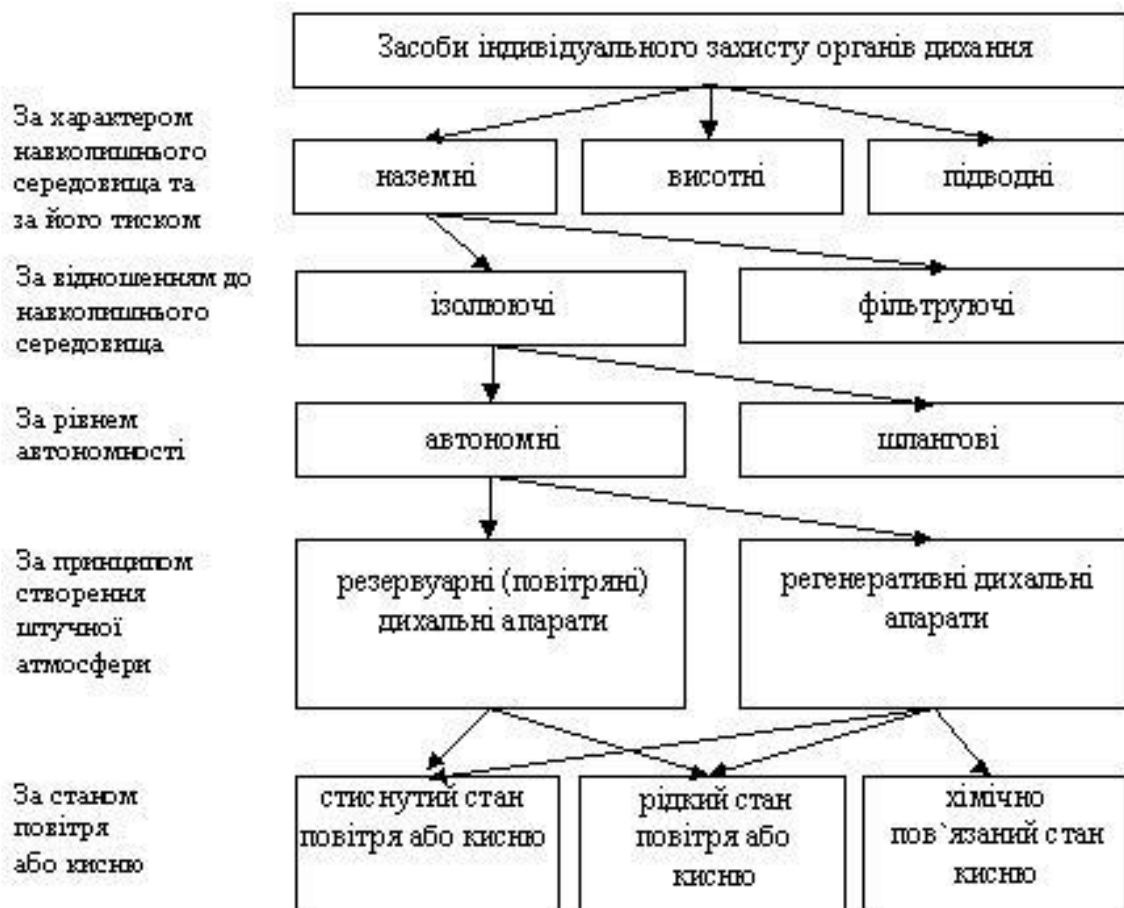 Засоби індивідуального захисту органів дихання
За характером
навколишнього
середовища та
за його тиском
наземні
висотні
підводні
За відношенням до
навколишнього
середовища
ізолюючі
фільтруючі
За рівнем
автономності
автономні
шлангові
За принципом
створення
штучної
атмосфери
резервуарні (повітряні)
дихальні апарати
регенеративні дихальні
апарати
За станом
повітря
або кисню
стиснутий стан
повітря або кисню
рідкий стан
повітря або
кисню
хімічно
пов`язаний стан
кисню